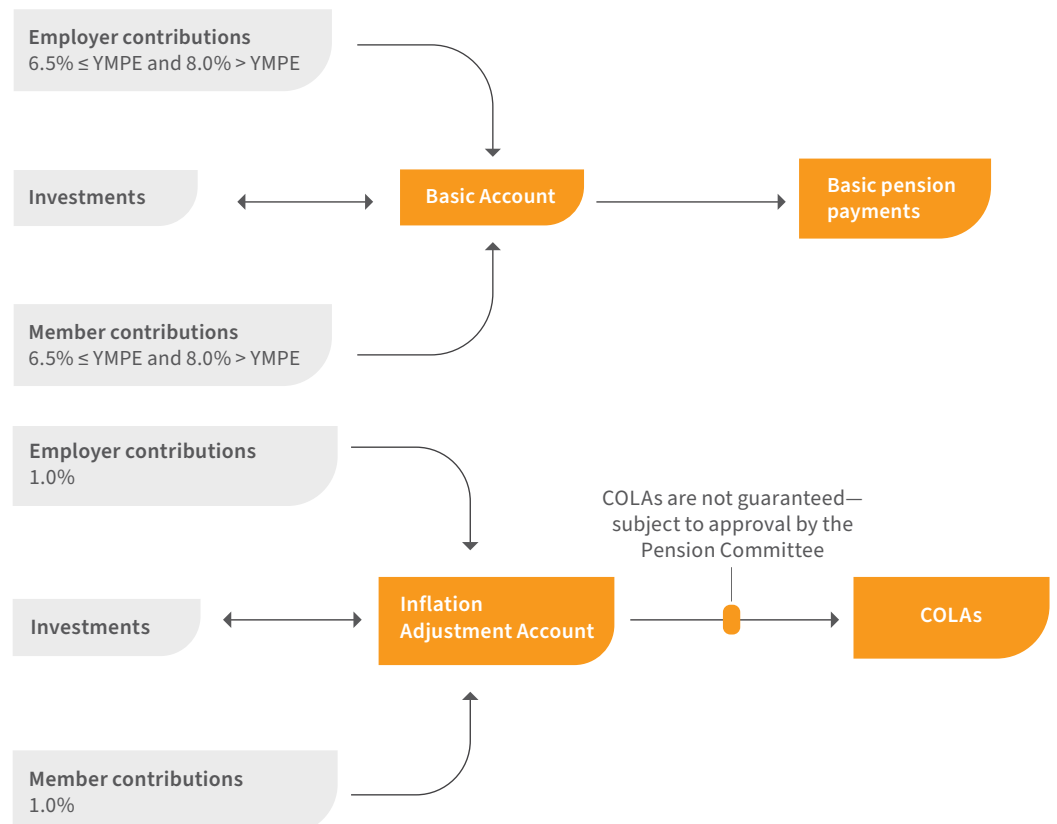 Employer contributions
6.5% ≤ YMPE and 8.0% > YMPE
Investments
Basic Account
Basic pension
payments
Member contributions
6.5% ≤ YMPE and 8.0% > YMPE
Employer contributions
1.0%
COLAs are not guaranteed—
subject to approval by the
Pension Committee
Investments
Inflation
Adjustment Account
COLAs
Member contributions
1.0%